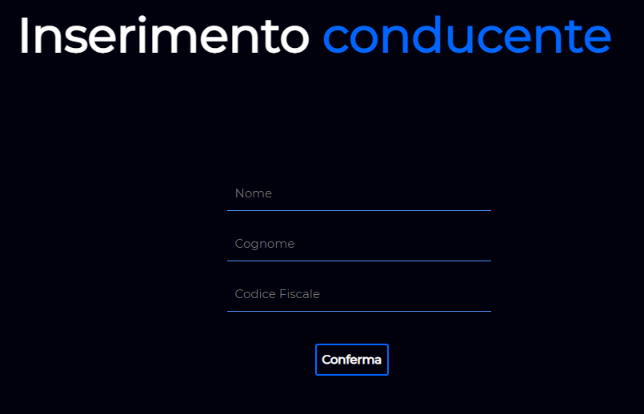 Inserimento conducente
Nome
Cognome
Codice Fiscale
Conferma